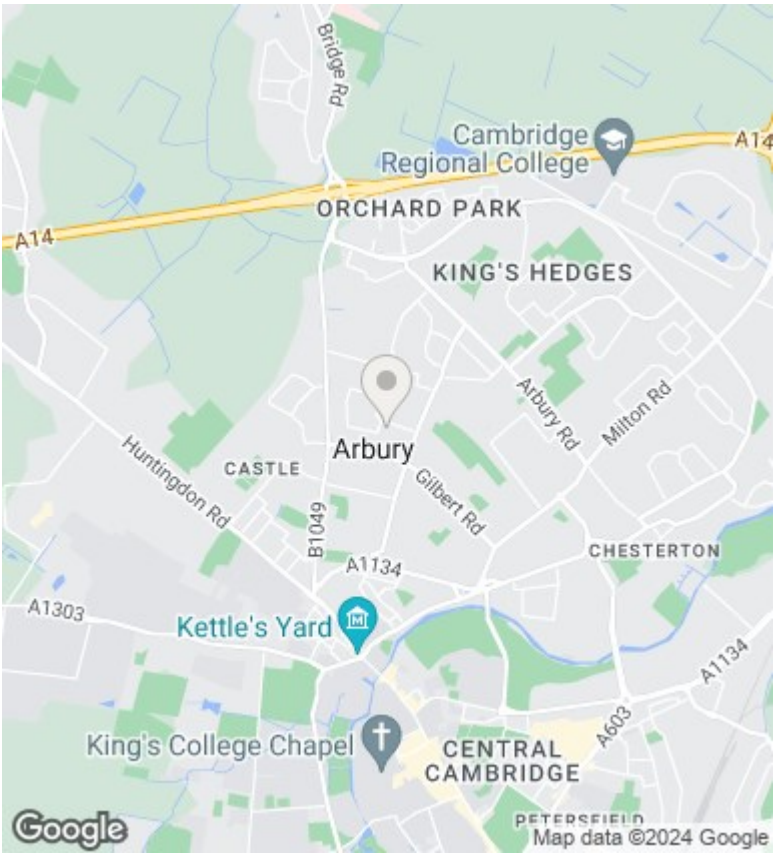 Bridge Rd
Cambridge
Regional College
A14
ORCHARD PARK
A14
KING'S HEDGES
Arbury Rd
Milton Rd
Arbury
Huntingdon Rd
CASTLE
Gilbert Rd
B1049
CHESTERTON
A1134
A1303
Kettle's Yard
M
A1134
A603
King's College Chapel
CENTRAL
CAMBRIDGE
PETERSFIELD
Google
Map data ©2024 Google